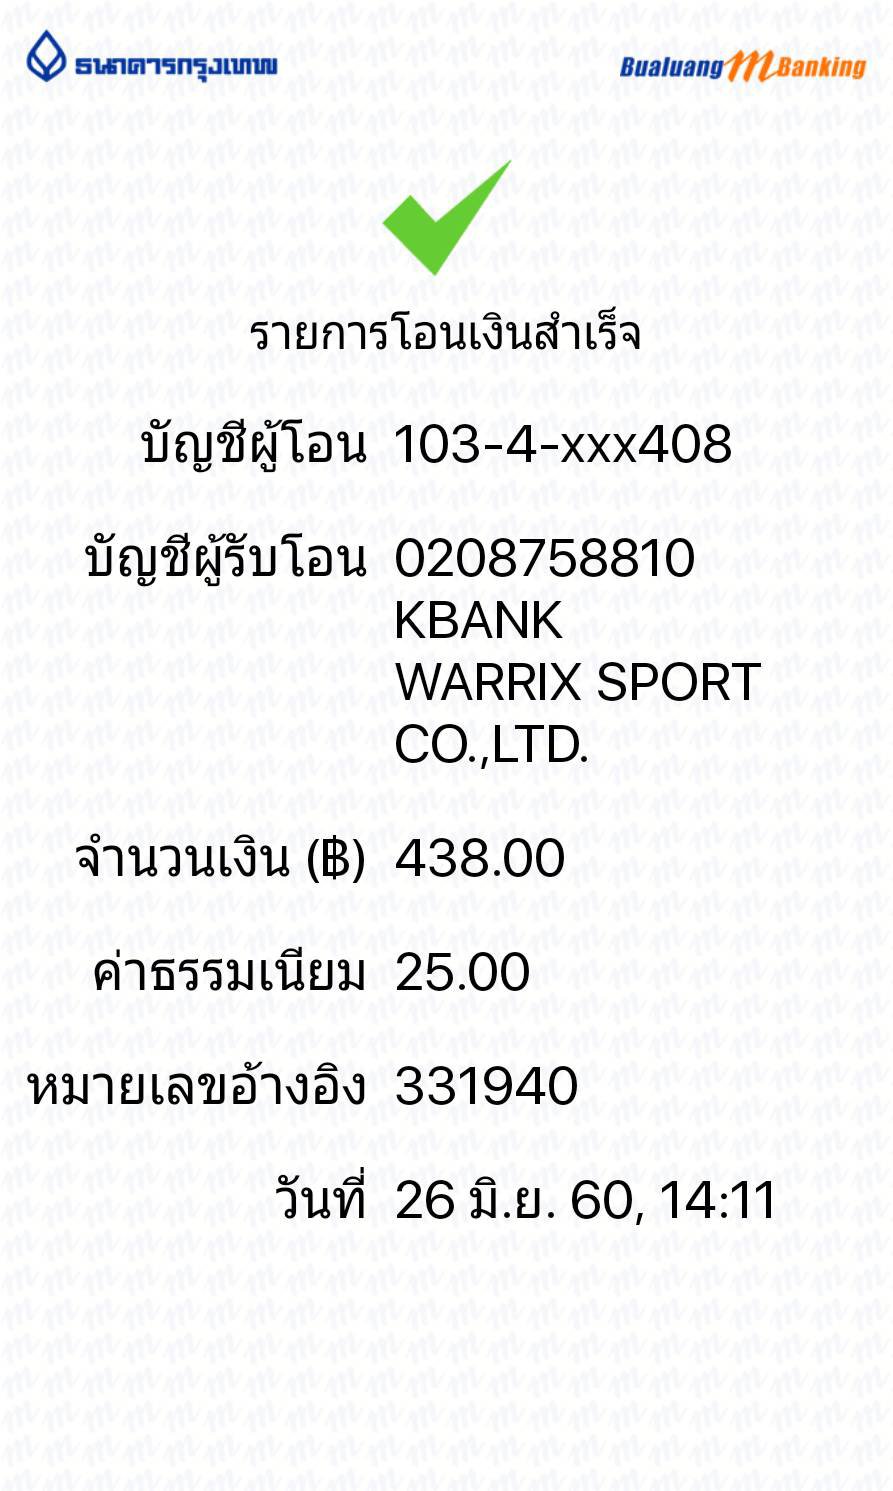 ธนาคารกรุงเทพ
Bualuang mBanking
รายการโอนเงินสำเร็จ
บัญชีผู้โอน 103-4-xxx408
บัญชีผู้รับโอน 0208758810
KBANK
WARRIX SPORT
CO.,LTD.
จำนวนเงิน (฿) 438.00
ค่าธรรมเนียม 25.00
หมายเลขอ้างอิง 331940
วันที่ 26 มิ.ย. 60, 14:11